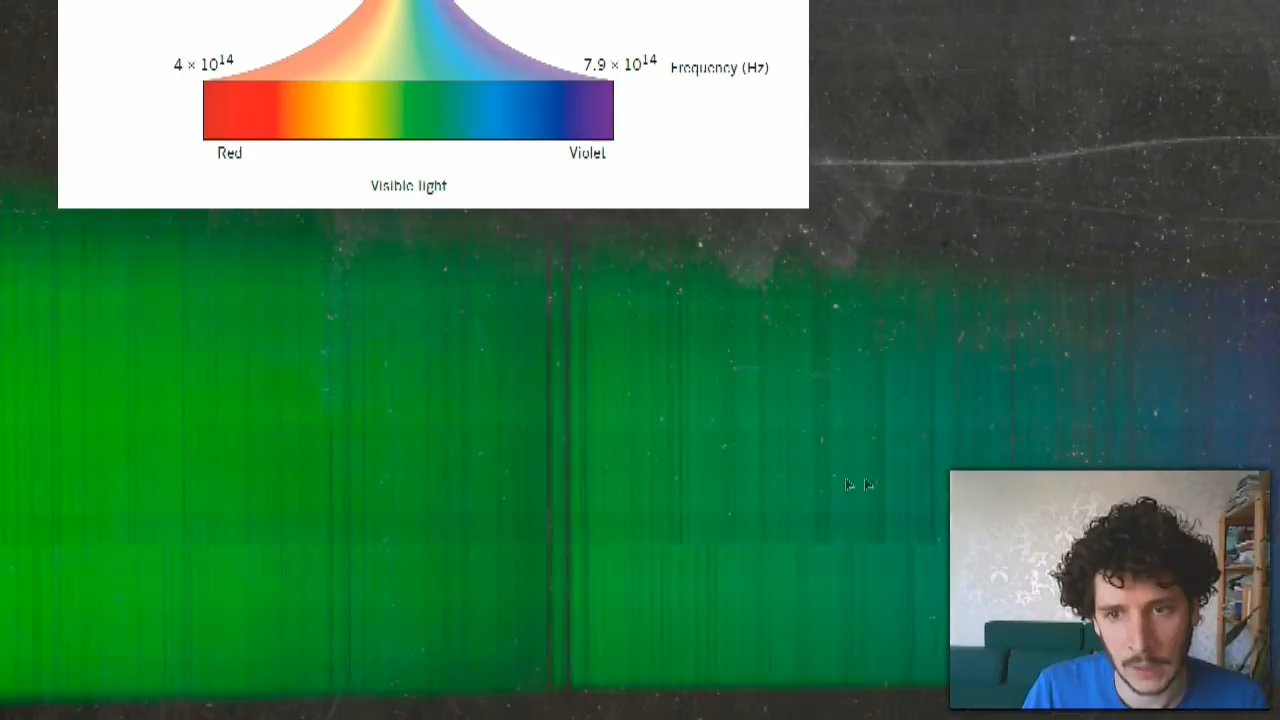 4 × 10¹⁴ 7.9 × 10¹⁴ Frequency (Hz)
Red Violet
Visible light